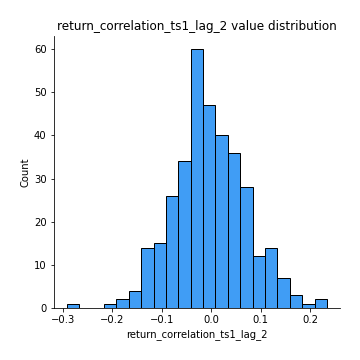 return_correlation_ts1_lag_2 value distribution
Count
60
50
40
30
20
10
0
−0.3 −0.2 −0.1 0.0 0.1 0.2
return_correlation_ts1_lag_2